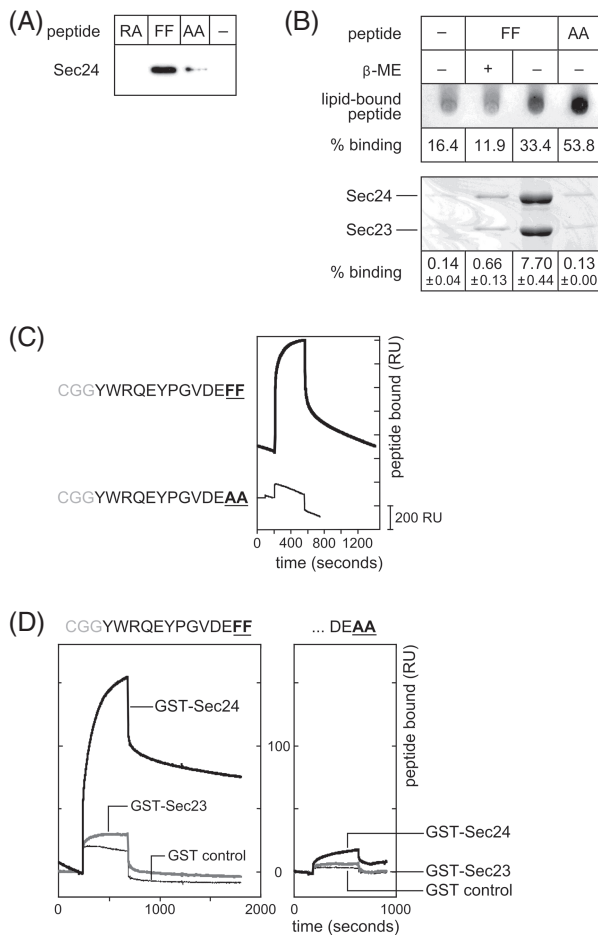 (A) peptide RA FF AA –
Sec24
(B) peptide – FF AA
β-ME – + – –
lipid-bound
peptide
% binding 16.4 11.9 33.4 53.8
Sec24
Sec23
% binding 0.14 0.66 7.70 0.13
±0.04 ±0.13 ±0.44 ±0.00
(C)
CGGYWRQEYPGVDEFF
CGGYWRQEYPGVDEAA
peptide bound (RU)
200 RU
0 400 800 1200
time (seconds)
(D) CGGYWRQEYPGVDEFF ... DEAA
GST-Sec24
GST-Sec23
GST control
100
0
peptide bound (RU)
GST-Sec24
GST-Sec23
GST control
0 1000 2000 0 1000
time (seconds)